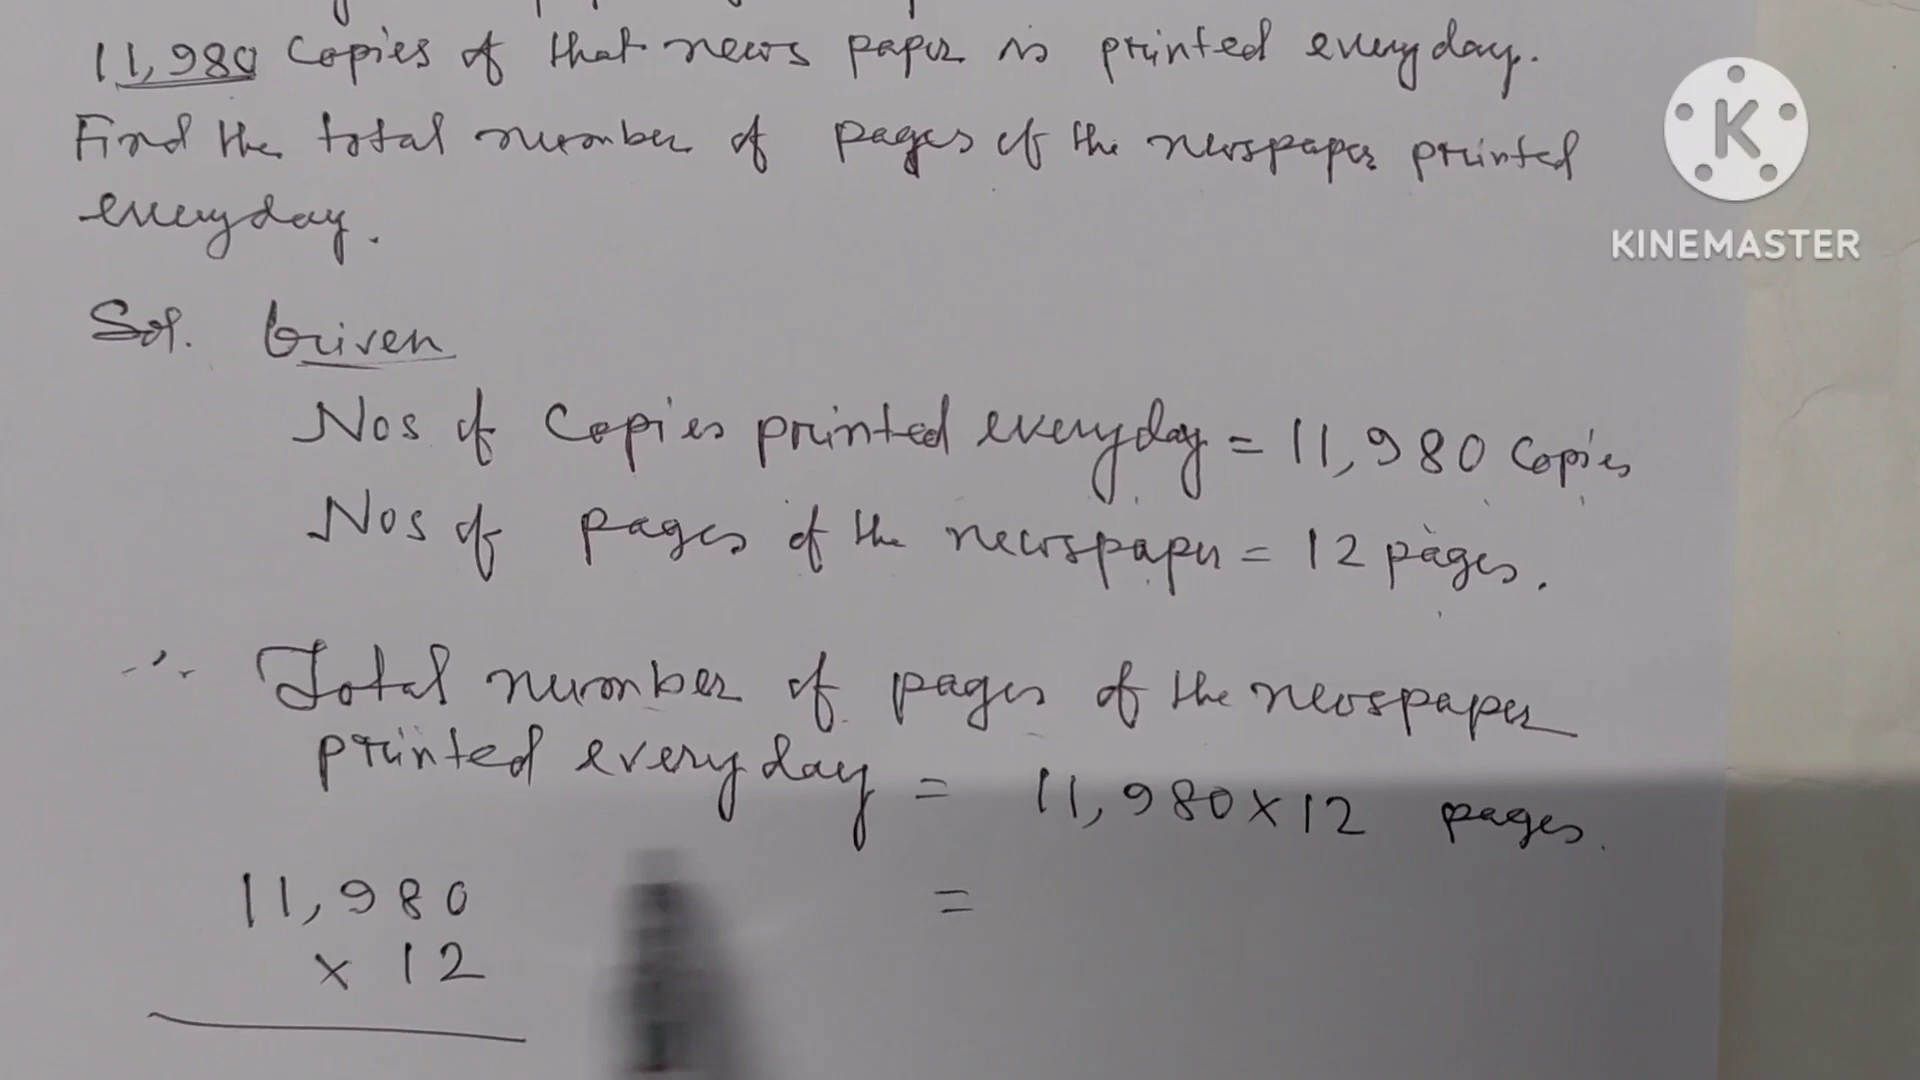 11,980 Copies of that news paper is printed everyday.
Find the total number of pages of the newspaper printed
everyday.
K
KINEMASTER
Sol. Given
Nos of Copies printed everyday = 11,980 Copies
Nos of pages of the newspaper = 12 pages.
∴ Total number of pages of the newspaper
printed everyday = 11,980 x 12 pages.
11,980 =
x 12